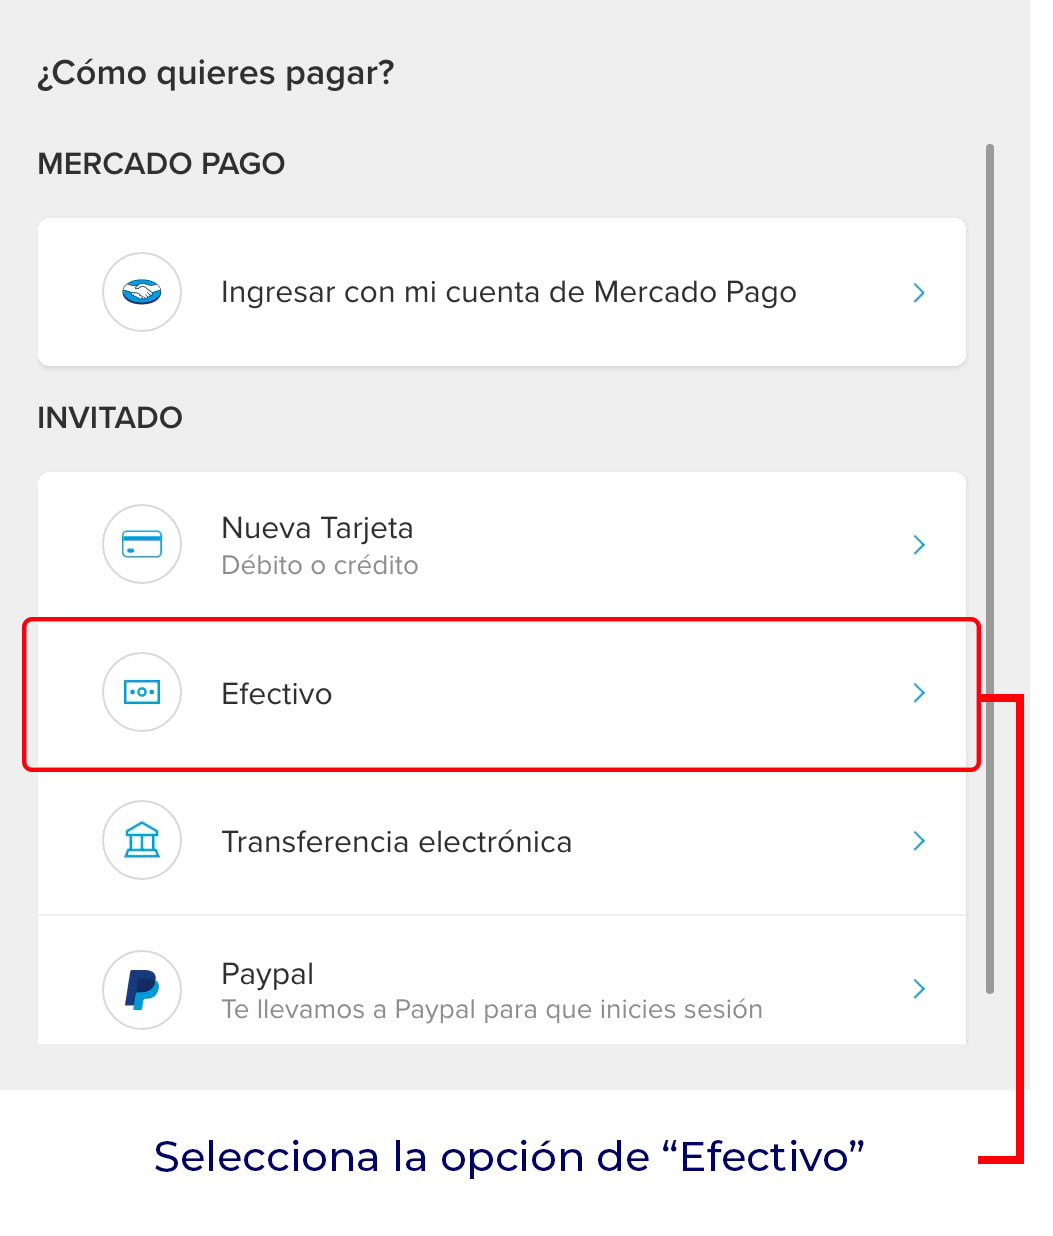 ¿Cómo quieres pagar?
MERCADO PAGO
Ingresar con mi cuenta de Mercado Pago
INVITADO
Nueva Tarjeta
Débito o crédito
Efectivo
Transferencia electrónica
Paypal
Te llevamos a Paypal para que inicies sesión
Selecciona la opción de “Efectivo”